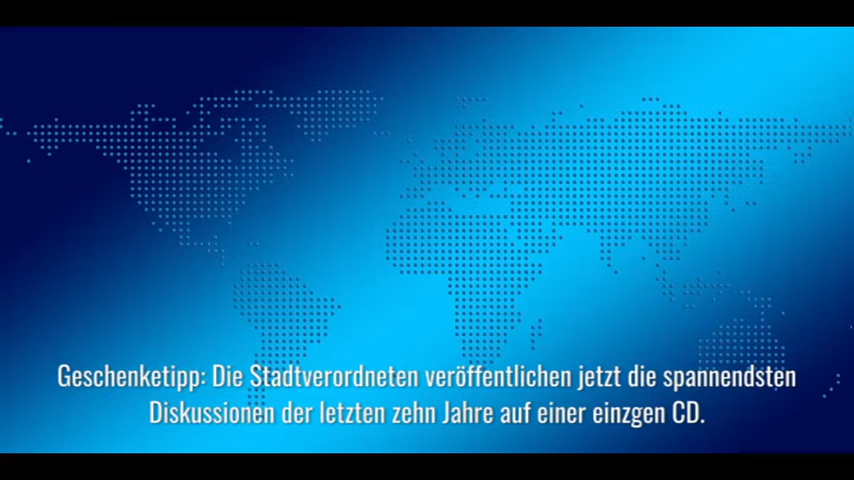 Geschenketipp: Die Stadtverordneten veröffentlichen jetzt die spannendsten
Diskussionen der letzten zehn Jahre auf einer einzgen CD.